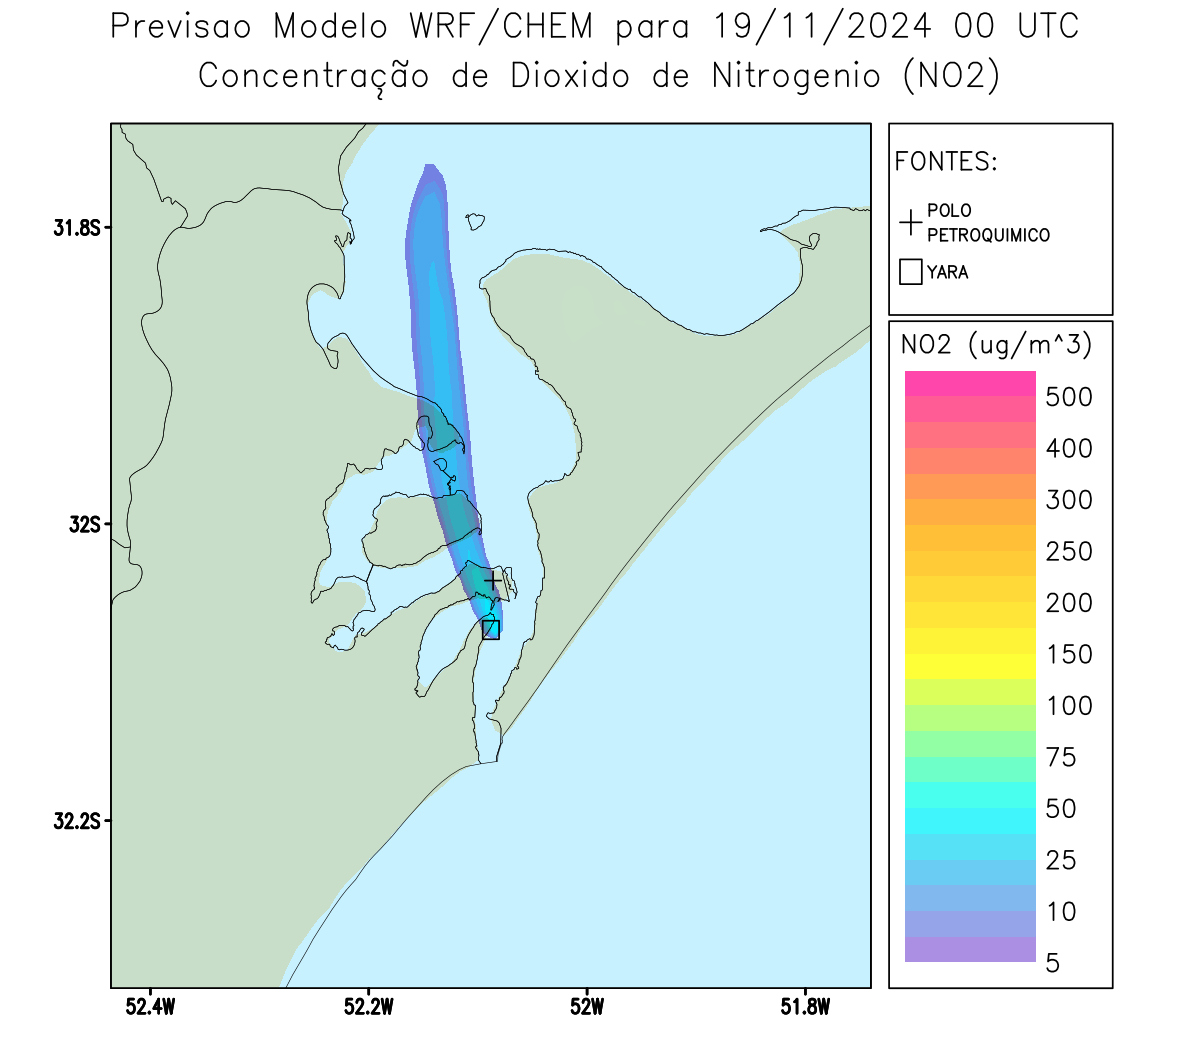 Previsao Modelo WRF/CHEM para 19/11/2024 00 UTC
Concentração de Dioxido de Nitrogenio (NO2)
FONTES:
POLO
PETROQUIMICO
YARA
NO2 (ug/m^3)
500
400
300
250
200
150
100
75
50
25
10
5
31.8S
32S
32.2S
52.4W
52.2W
52W
51.8W